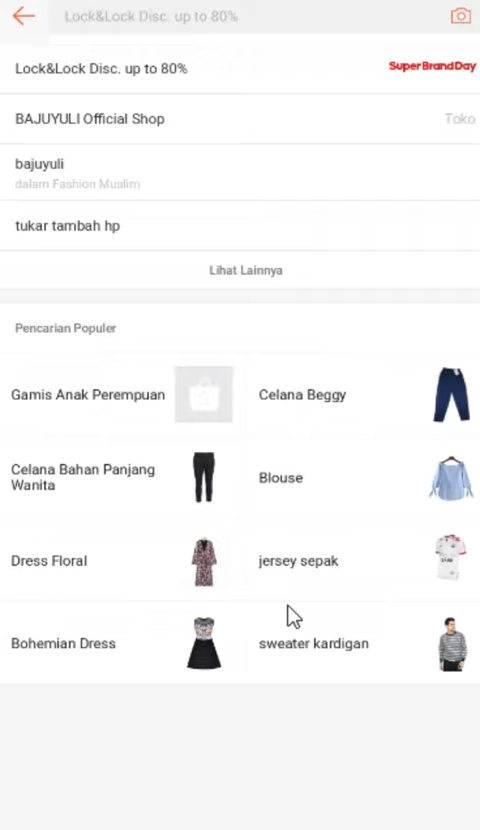 Lock&Lock Disc. up to 80%
Lock&Lock Disc. up to 80%
SuperBrandDay
BAJUYULI Official Shop
Toko
bajuyuli
dalam Fashion Muslim
tukar tambah hp
Lihat Lainnya
Pencarian Populer
Gamis Anak Perempuan
Celana Beggy
Celana Bahan Panjang
Wanita
Blouse
Dress Floral
jersey sepak
Bohemian Dress
sweater kardigan